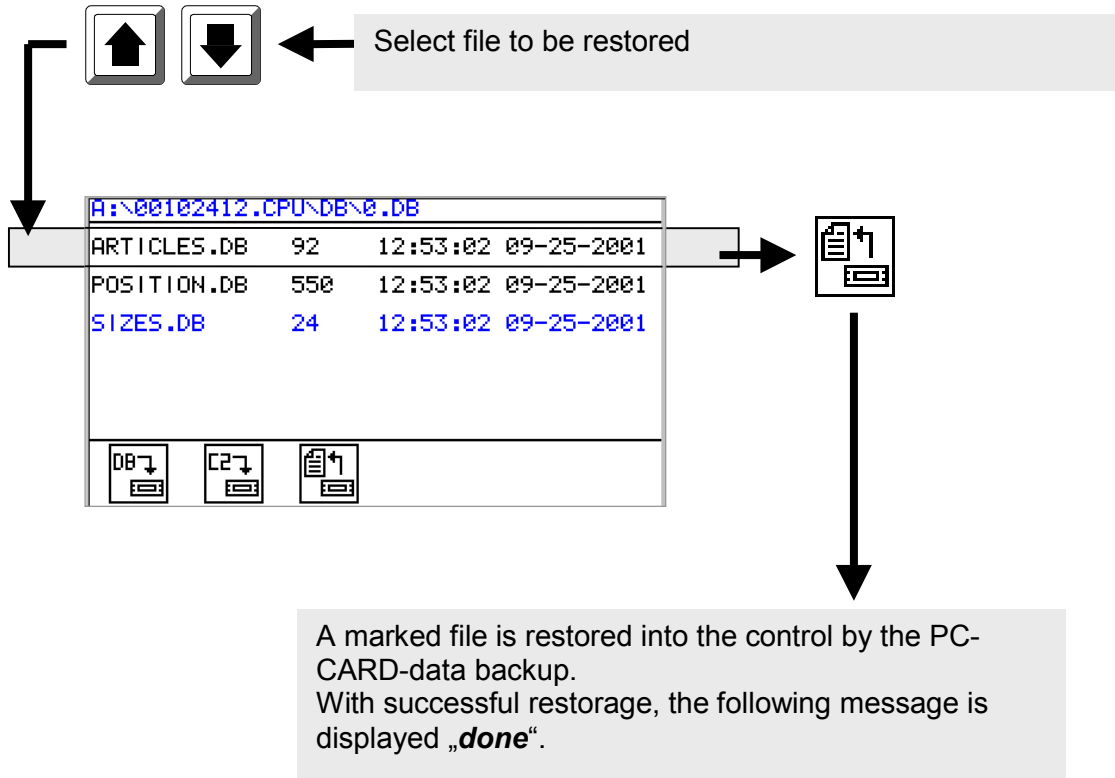 Select file to be restored
A:\00102412.CPU\DB\0.DB
ARTICLES.DB 92 12:53:02 09-25-2001
POSITION.DB 550 12:53:02 09-25-2001
SIZES.DB 24 12:53:02 09-25-2001
DB C2
A marked file is restored into the control by the PC-
CARD-data backup.
With successful restorage, the following message is
displayed „done“.